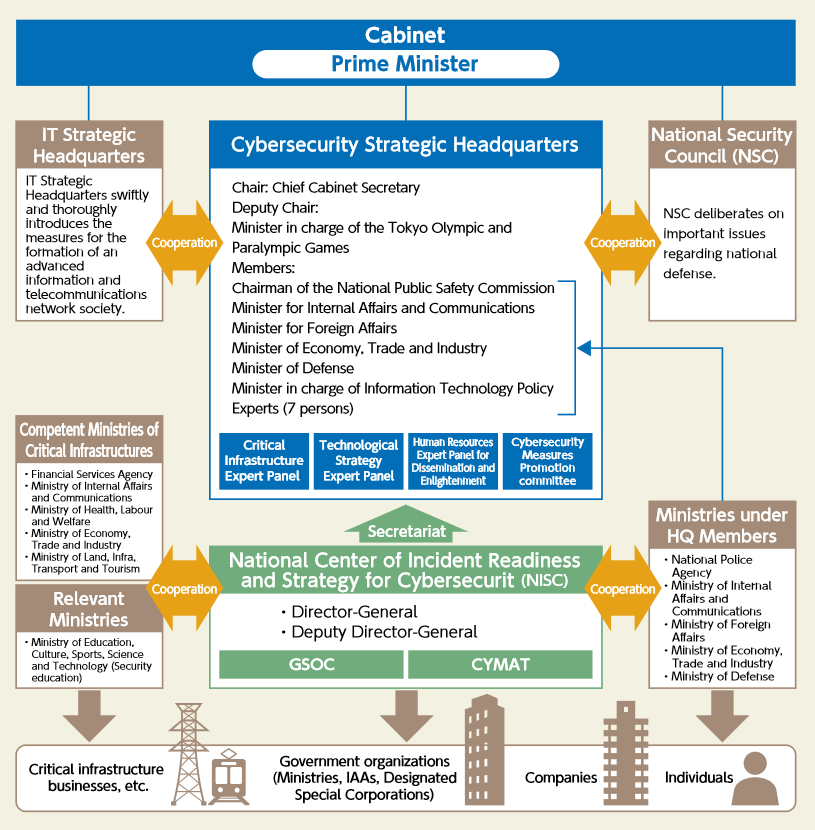 Cabinet
Prime Minister
IT Strategic
Headquarters
IT Strategic
Headquarters swiftly
and thoroughly
introduces the
measures for the
formation of an
advanced
information and
telecommunications
network society.
Cooperation
Cybersecurity Strategic Headquarters
Chair: Chief Cabinet Secretary
Deputy Chair:
Minister in charge of the Tokyo Olympic and
Paralympic Games
Members:
Chairman of the National Public Safety Commission
Minister for Internal Affairs and Communications
Minister for Foreign Affairs
Minister of Economy, Trade and Industry
Minister of Defense
Minister in charge of Information Technology Policy
Experts (7 persons)
Critical
Infrastructure
Expert Panel
Technological
Strategy
Expert Panel
Human Resources
Expert Panel for
Dissemination and
Enlightenment
Cybersecurity
Measures
Promotion
committee
Cooperation
National Security
Council (NSC)
NSC deliberates on
important issues
regarding national
defense.
Competent Ministries of
Critical Infrastructures
・Financial Services Agency
・Ministry of Internal Affairs
and Communications
・Ministry of Health, Labour
and Welfare
・Ministry of Economy,
Trade and Industry
・Ministry of Land, Infra,
Transport and Tourism
Relevant
Ministries
・Ministry of Education,
Culture, Sports, Science
and Technology (Security
education)
Cooperation
Secretariat
National Center of Incident Readiness
and Strategy for Cybersecurit (NISC)
・Director-General
・Deputy Director-General
GSOC
CYMAT
Cooperation
Ministries under
HQ Members
・National Police
Agency
・Ministry of Internal
Affairs and
Communications
・Ministry of Foreign
Affairs
・Ministry of Economy,
Trade and Industry
・Ministry of Defense
Critical infrastructure
businesses, etc.
Government organizations
(Ministries, IAAs, Designated
Special Corporations)
Companies
Individuals